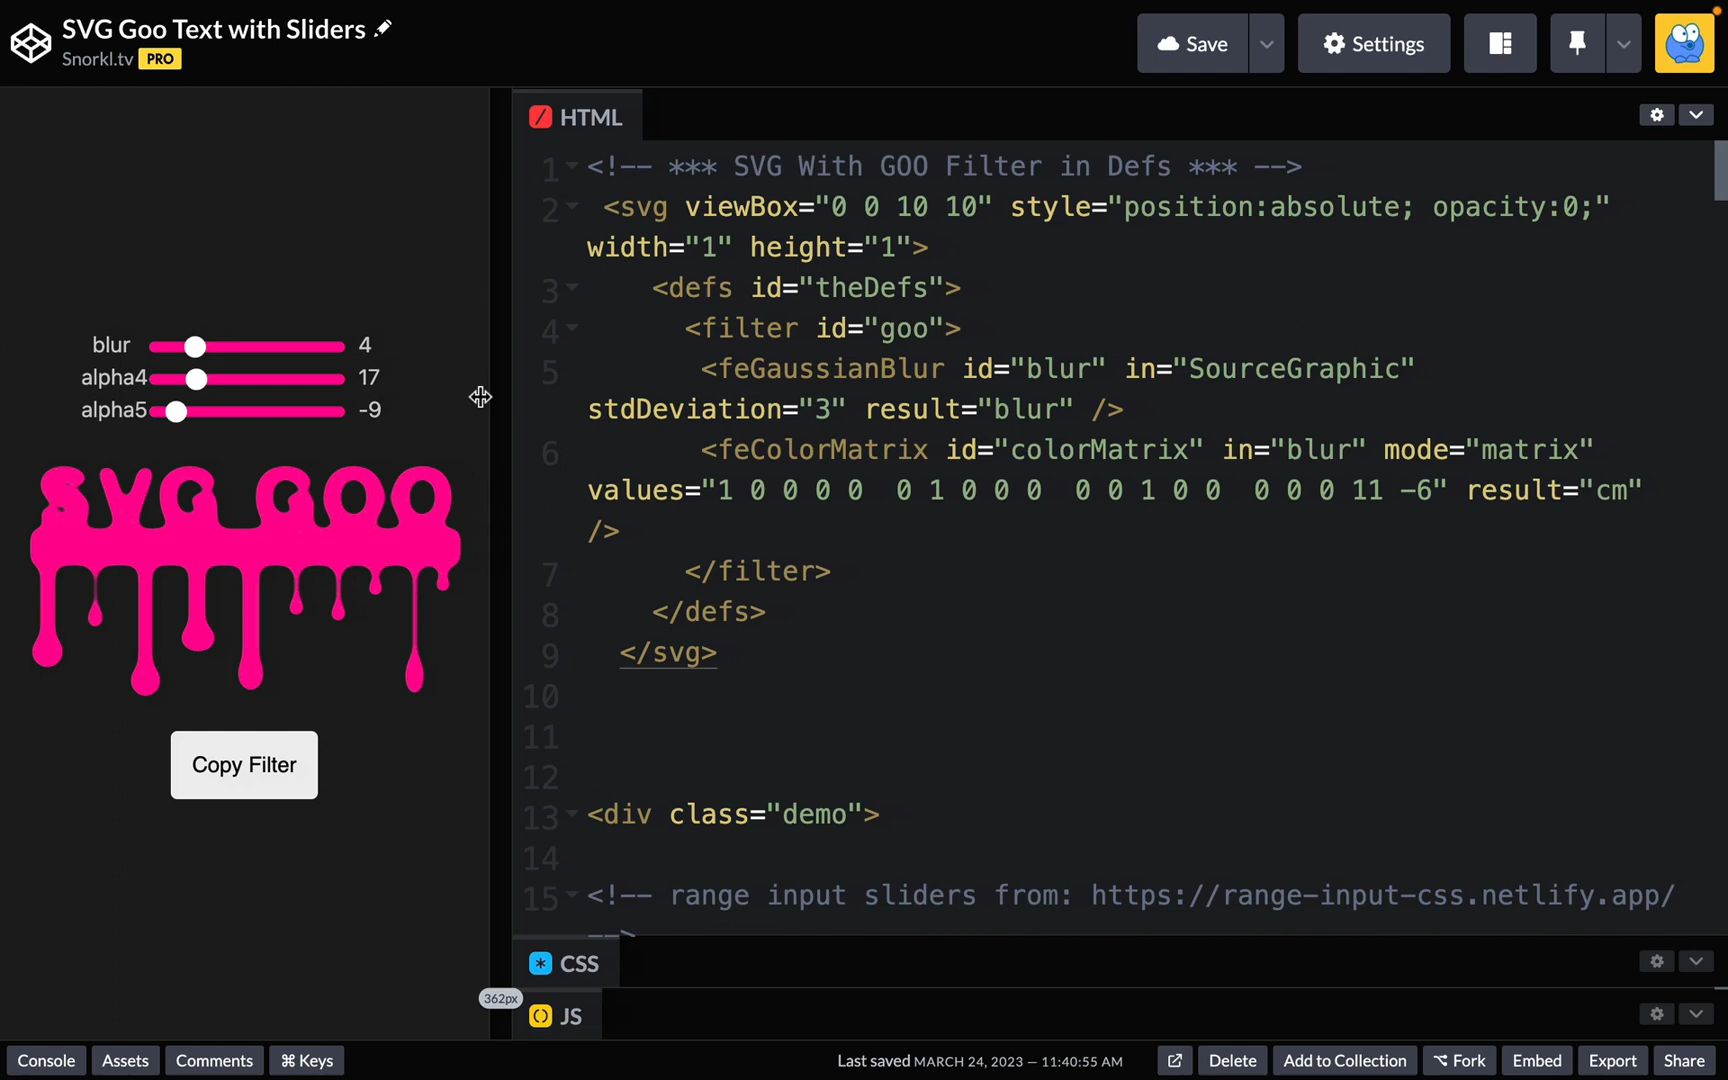 SVG Goo Text with Sliders
Snorkl.tv PRO
Save
Settings
blur 4
alpha4 17
alpha5 -9
SVG GOO
Copy Filter
HTML
1 <!-- *** SVG With GOO Filter in Defs *** -->
2 <svg viewBox="0 0 10 10" style="position:absolute; opacity:0;"
width="1" height="1">
3 <defs id="theDefs">
4 <filter id="goo">
5 <feGaussianBlur id="blur" in="SourceGraphic"
stdDeviation="3" result="blur" />
6 <feColorMatrix id="colorMatrix" in="blur" mode="matrix"
values="1 0 0 0 0  0 1 0 0 0  0 0 1 0 0  0 0 0 11 -6" result="cm"
/>
7 </filter>
8 </defs>
9 </svg>
10
11
12
13 <div class="demo">
14
15 <!-- range input sliders from: https://range-input-css.netlify.app/
-->
CSS
362px
JS
Console Assets Comments ⌘ Keys Last saved MARCH 24, 2023 — 11:40:55 AM Delete Add to Collection Fork Embed Export Share